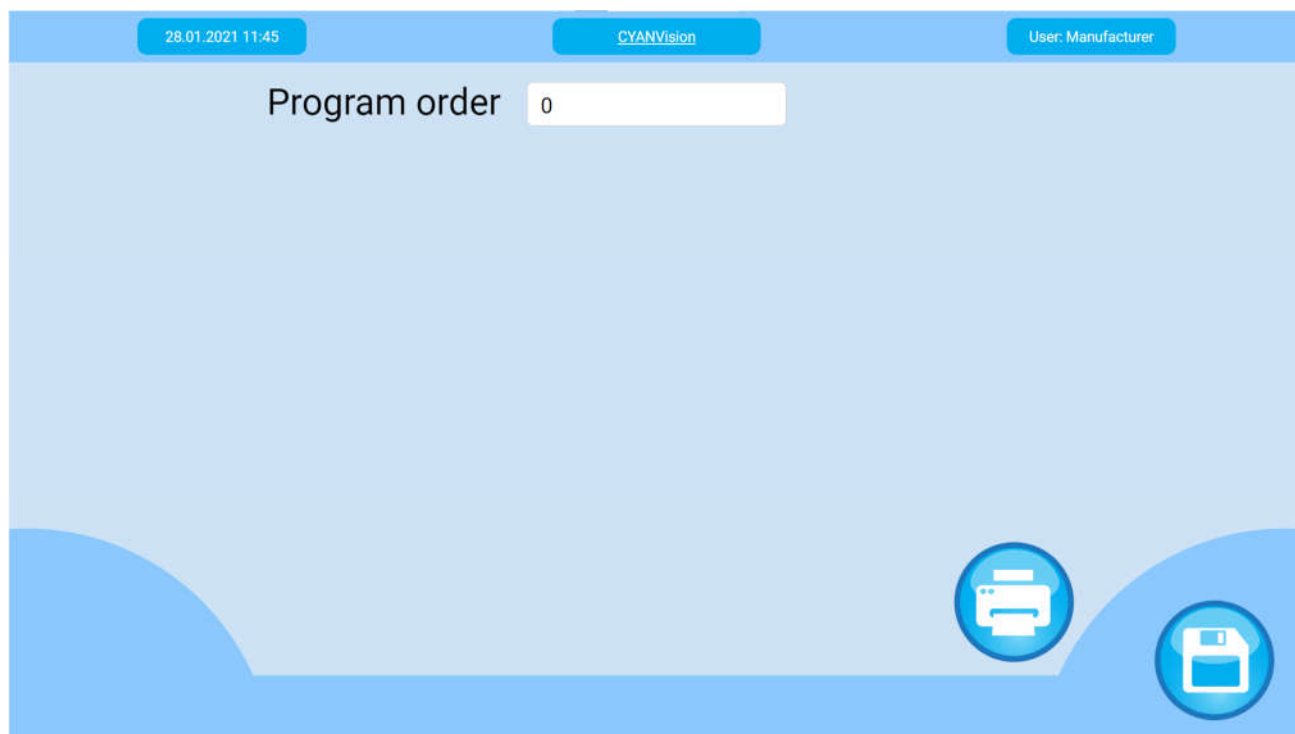 28.01.2021 11:45
CYANVision
User: Manufacturer
Program order
0